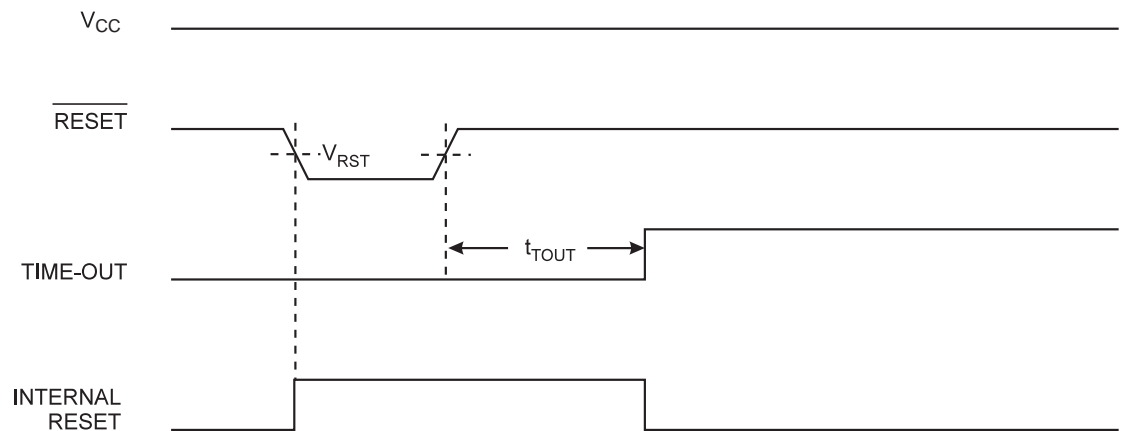 VCC
RESET
VRST
tTOUT
TIME-OUT
INTERNAL
RESET